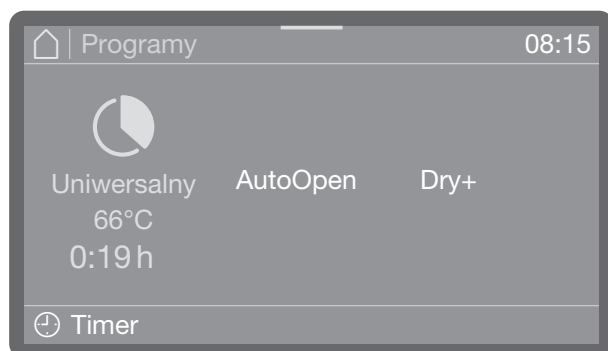 Programy 08:15
Uniwersalny AutoOpen Dry+
66°C
0:19 h
Timer